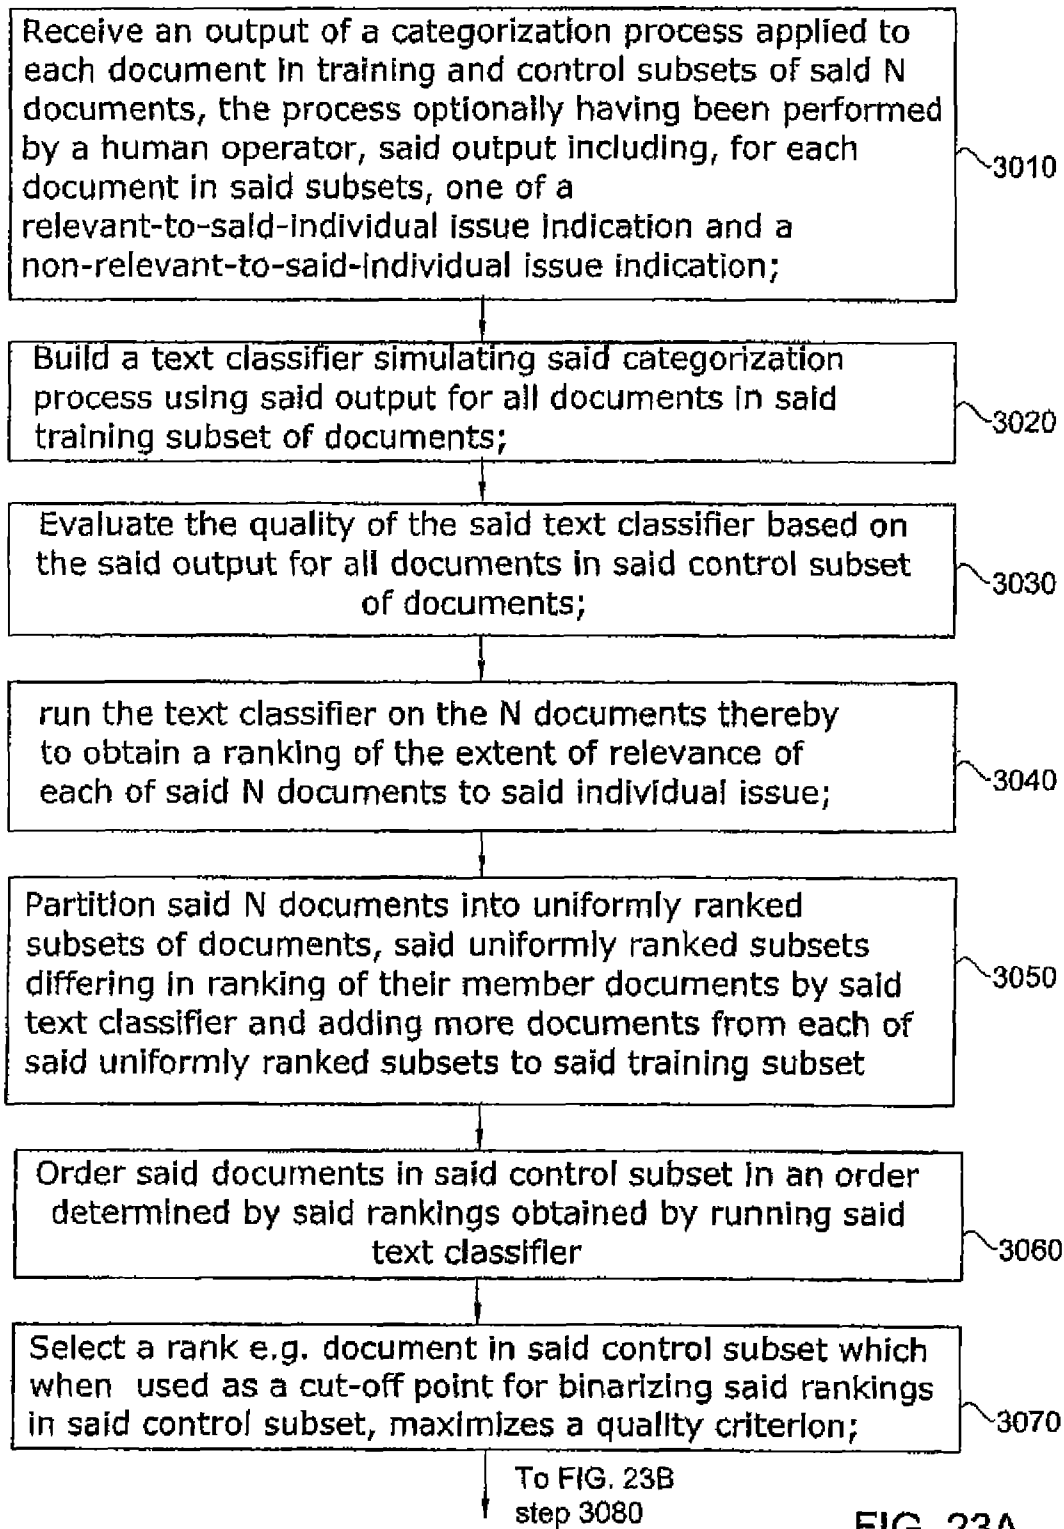 Receive an output of a categorization process applied to
each document in training and control subsets of said N
documents, the process optionally having been performed
by a human operator, said output including, for each
document in said subsets, one of a
relevant-to-said-individual issue indication and a
non-relevant-to-said-individual issue indication;
3010
Build a text classifier simulating said categorization
process using said output for all documents in said
training subset of documents;
3020
Evaluate the quality of the said text classifier based on
the said output for all documents in said control subset
of documents;
3030
run the text classifier on the N documents thereby
to obtain a ranking of the extent of relevance of
each of said N documents to said individual issue;
3040
Partition said N documents into uniformly ranked
subsets of documents, said uniformly ranked subsets
differing in ranking of their member documents by said
text classifier and adding more documents from each of
said uniformly ranked subsets to said training subset
3050
Order said documents in said control subset in an order
determined by said rankings obtained by running said
text classifier
3060
Select a rank e.g. document in said control subset which
when used as a cut-off point for binarizing said rankings
in said control subset, maximizes a quality criterion;
3070
To FIG. 23B
step 3080
FIG. 23A